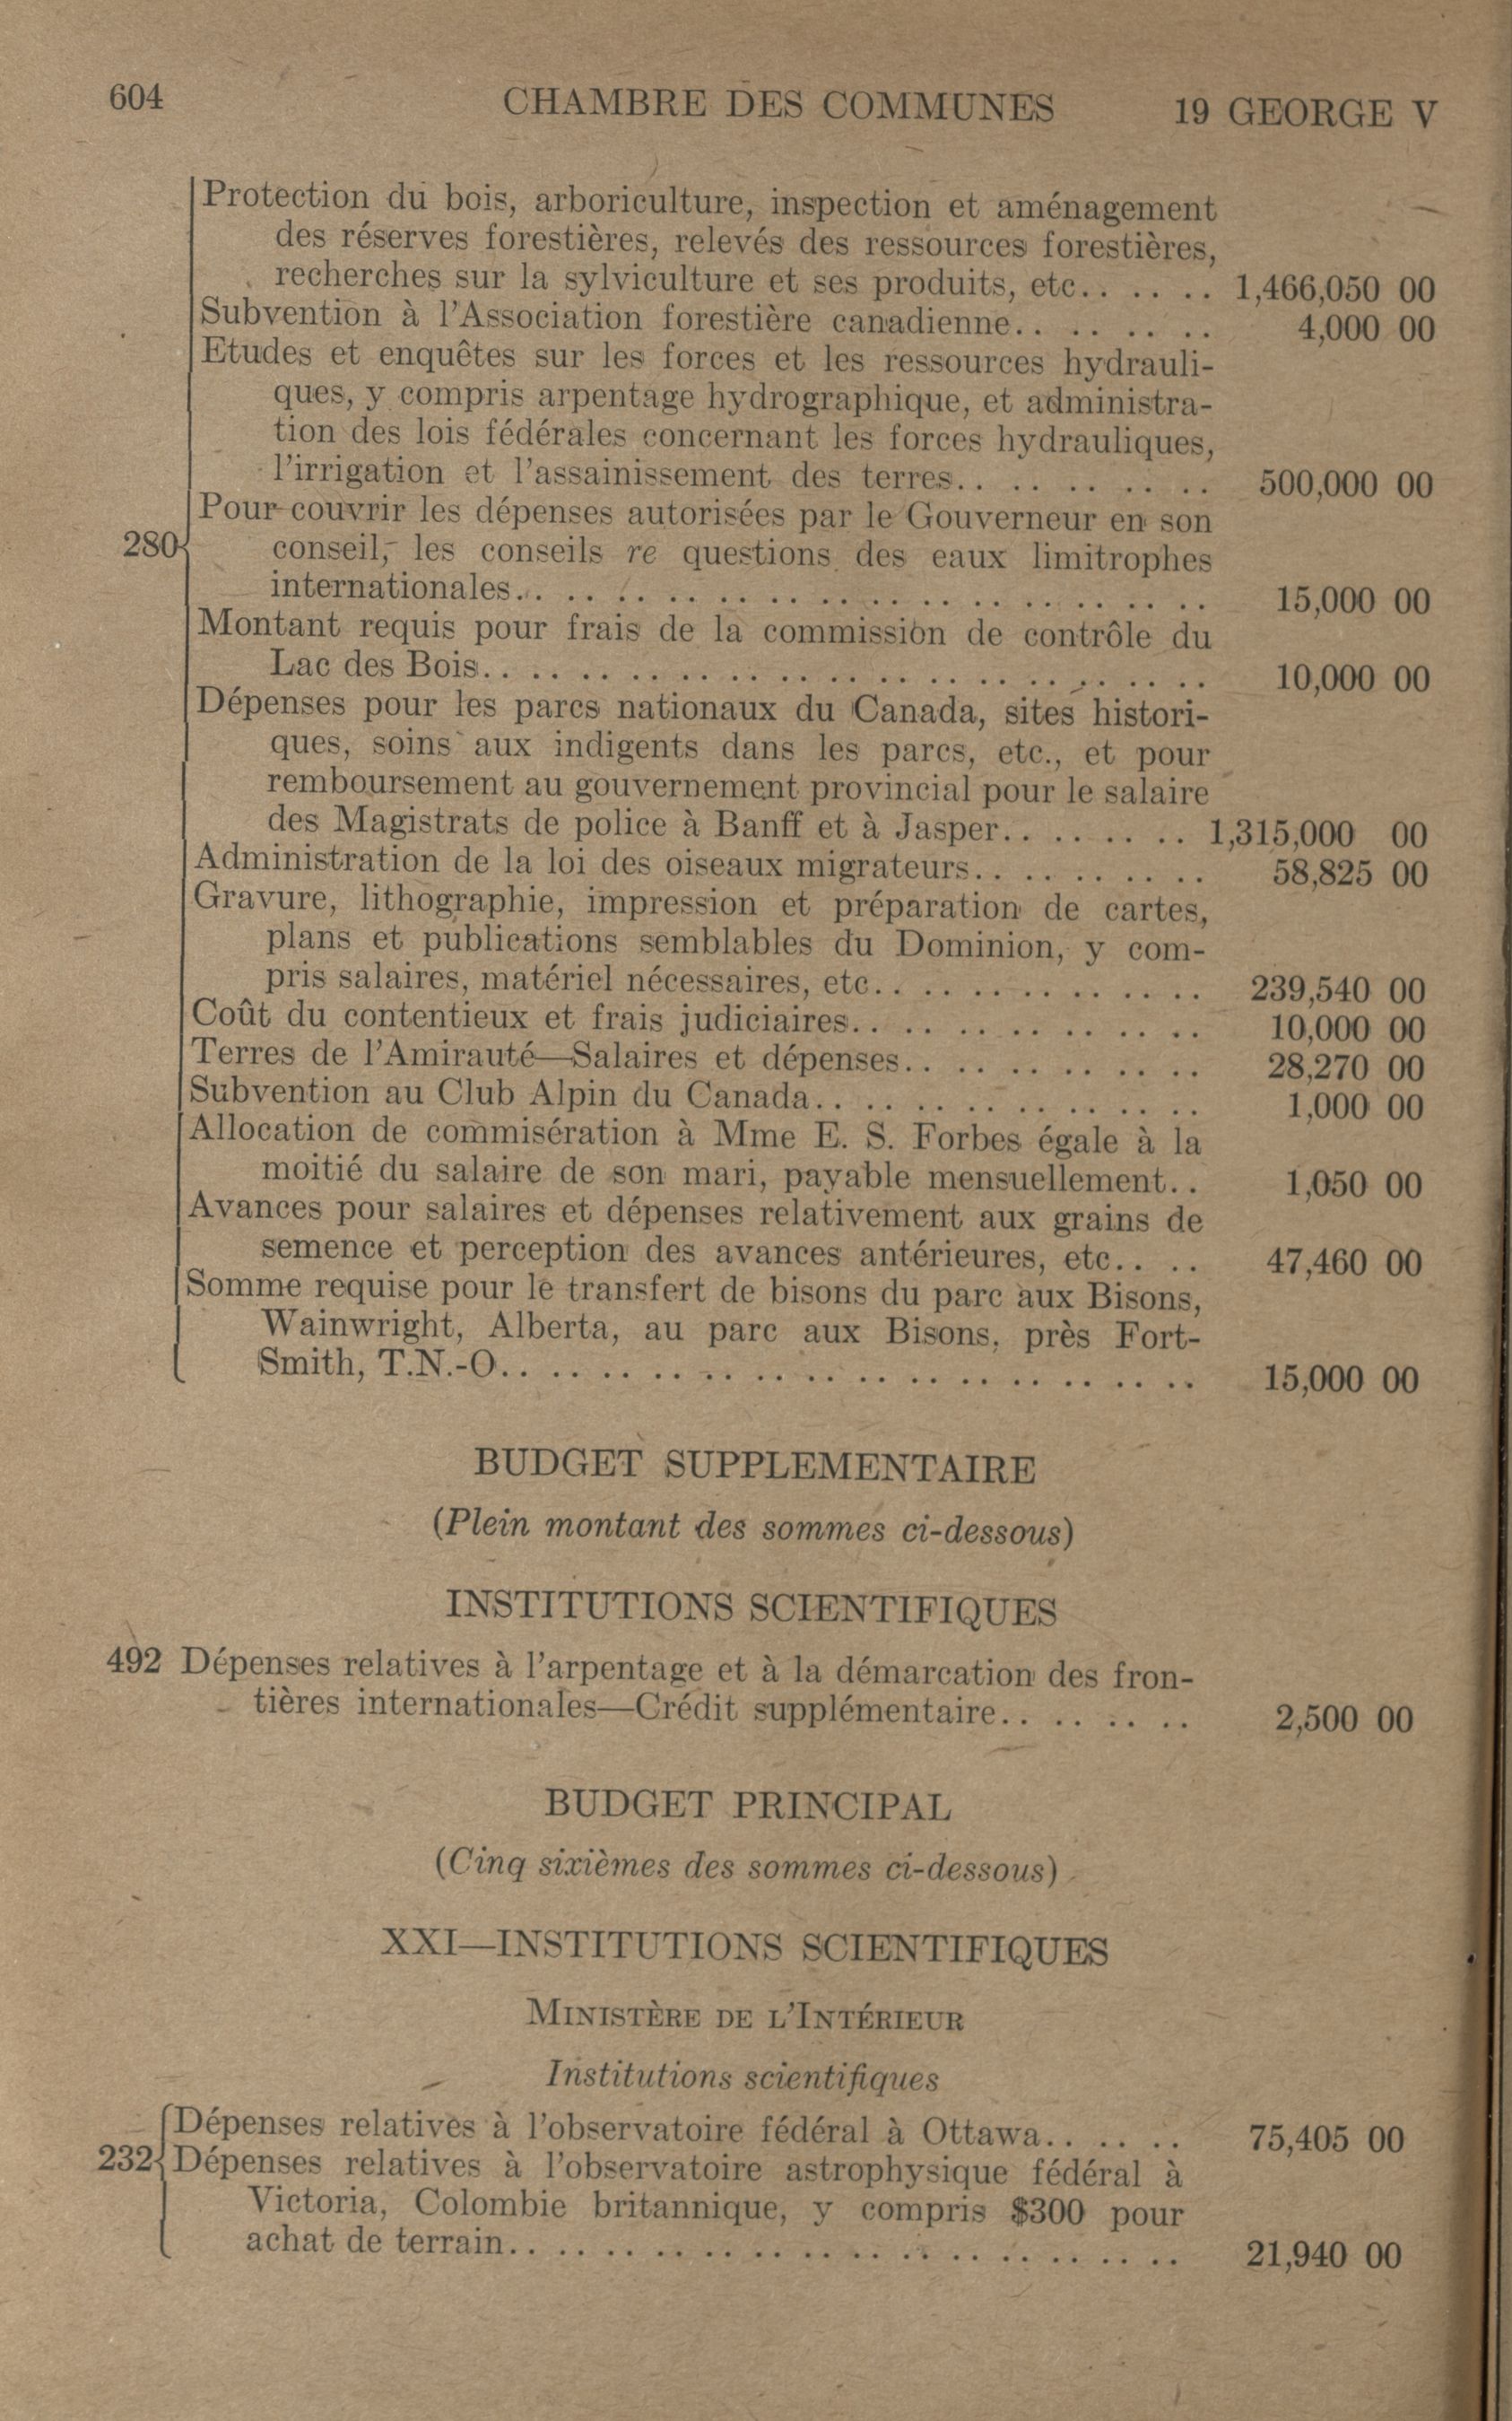 604 CHAMBRE DES COMMUNES 19 GEORGE V
Protection du bois, arboriculture, inspection et aménagement
des réserves forestières, relevés des ressources forestières,
recherches sur la sylviculture et ses produits, etc.. .. .. .. 1,466,050 00
Subvention à l'Association forestière canadienne.. .. .. .. .. 4,000 00
Etudes et enquêtes sur les forces et les ressources hydrauli-
ques, y compris arpentage hydrographique, et administra-
tion des lois fédérales concernant les forces hydrauliques,
l'irrigation et l'assainissement des terres.. .. .. .. .. .. 500,000 00
Pour couvrir les dépenses autorisées par le Gouverneur en son
280 conseil, les conseils re questions des eaux limitrophes
internationales.. .. .. .. .. .. .. .. .. .. .. .. .. .. 15,000 00
Montant requis pour frais de la commission de contrôle du
Lac des Bois.. .. .. .. .. .. .. .. .. .. .. .. .. .. .. 10,000 00
Dépenses pour les parcs nationaux du Canada, sites histori-
ques, soins aux indigents dans les parcs, etc., et pour
remboursement au gouvernement provincial pour le salaire
des Magistrats de police à Banff et à Jasper.. .. .. .. .. 1,315,000 00
Administration de la loi des oiseaux migrateurs.. .. .. .. .. .. 58,825 00
Gravure, lithographie, impression et préparation de cartes,
plans et publications semblables du Dominion, y com-
pris salaires, matériel nécessaires, etc.. .. .. .. .. .. .. .. 239,540 00
Coût du contentieux et frais judiciaires.. .. .. .. .. .. .. .. 10,000 00
Terres de l'Amirauté—Salaires et dépenses.. .. .. .. .. .. .. 28,270 00
Subvention au Club Alpin du Canada.. .. .. .. .. .. .. .. .. 1,000 00
Allocation de commisération à Mme E. S. Forbes égale à la
moitié du salaire de son mari, payable mensuellement.. 1,050 00
Avances pour salaires et dépenses relativement aux grains de
semence et perception des avances antérieures, etc.. .. .. 47,460 00
Somme requise pour le transfert de bisons du parc aux Bisons,
Wainwright, Alberta, au parc aux Bisons, près Fort-
Smith, T.N.-O.. .. .. .. .. .. .. .. .. .. .. .. .. .. 15,000 00
BUDGET SUPPLEMENTAIRE
(Plein montant des sommes ci-dessous)
INSTITUTIONS SCIENTIFIQUES
492 Dépenses relatives à l'arpentage et à la démarcation des fron-
tières internationales—Crédit supplémentaire.. .. .. .. 2,500 00
BUDGET PRINCIPAL
(Cinq sixièmes des sommes ci-dessous)
XXI—INSTITUTIONS SCIENTIFIQUES
MINISTÈRE DE L'INTÉRIEUR
Institutions scientifiques
Dépenses relatives à l'observatoire fédéral à Ottawa.. .. .. 75,405 00
232 Dépenses relatives à l'observatoire astrophysique fédéral à
Victoria, Colombie britannique, y compris $300 pour
achat de terrain.. .. .. .. .. .. .. .. .. .. .. .. .. .. 21,940 00